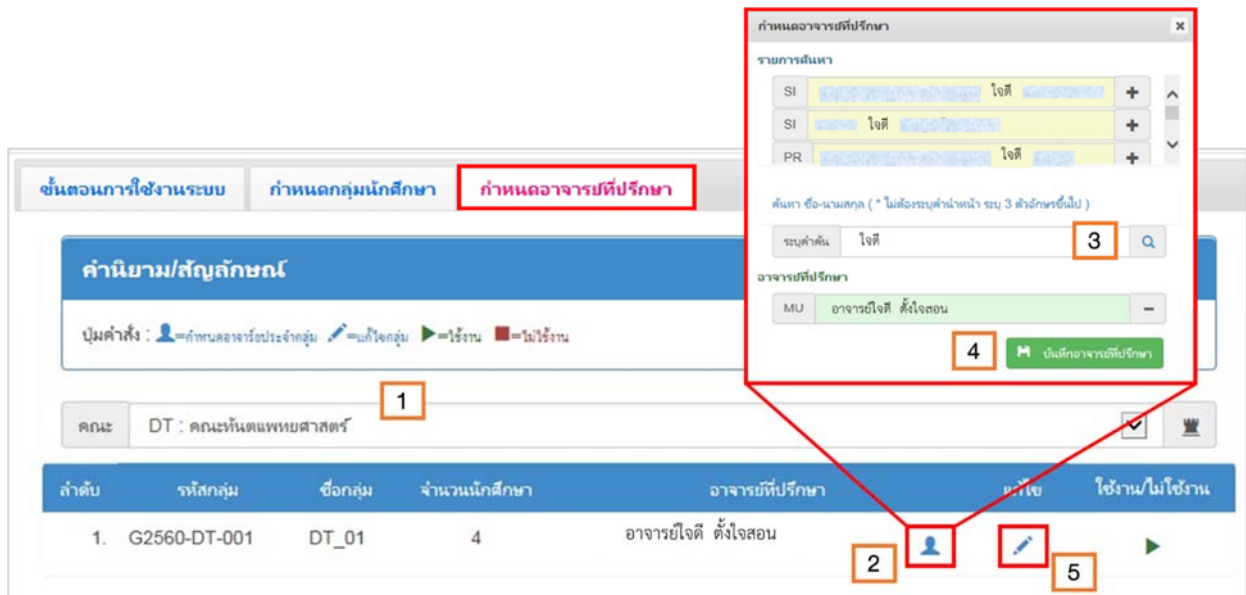 กำหนดอาจารย์ที่ปรึกษา
รายการค้นหา
SI ใจดี
SI ใจดี
PR ใจดี
ค้นหา ชื่อ-นามสกุล ( * ไม่ต้องระบุคำนำหน้า ระบุ 3 ตัวอักษรขึ้นไป )
ระบุคำค้น ใจดี 3
อาจารย์ที่ปรึกษา
MU อาจารย์ใจดี ตั้งใจสอน
4 บันทึกอาจารย์ที่ปรึกษา
ขั้นตอนการใช้งานระบบ กำหนดกลุ่มนักศึกษา กำหนดอาจารย์ที่ปรึกษา
คำนิยาม/สัญลักษณ์
ปุ่มคำสั่ง : =กำหนดอาจารย์ประจำกลุ่ม =แก้ไขกลุ่ม =ใช้งาน =ไม่ใช้งาน
1
คณะ DT : คณะทันตแพทยศาสตร์
ลำดับ รหัสกลุ่ม ชื่อกลุ่ม จำนวนนักศึกษา อาจารย์ที่ปรึกษา แก้ไข ใช้งาน/ไม่ใช้งาน
1. G2560-DT-001 DT_01 4 อาจารย์ใจดี ตั้งใจสอน
2 5